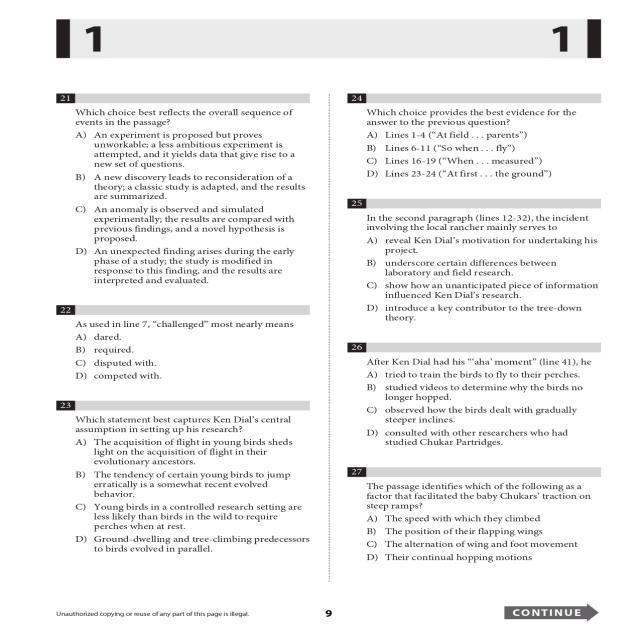 1
1
21
Which choice best reflects the overall sequence of
events in the passage?
A) An experiment is proposed but proves
unworkable; a less ambitious experiment is
attempted, and it yields data that give rise to a
new set of questions.
B) A new discovery leads to reconsideration of a
theory; a classic study is adapted, and the results
are summarized.
C) An anomaly is observed and simulated
experimentally; the results are compared with
previous findings, and a novel hypothesis is
proposed.
D) An unexpected finding arises during the early
phase of a study; the study is modified in
response to this finding, and the results are
interpreted and evaluated.
22
As used in line 7, “challenged” most nearly means
A) dared.
B) required.
C) disputed with.
D) competed with.
23
Which statement best captures Ken Dial’s central
assumption in setting up his research?
A) The acquisition of flight in young birds sheds
light on the acquisition of flight in their
evolutionary ancestors.
B) The tendency of certain young birds to jump
erratically is a somewhat recent evolved
behavior.
C) Young birds in a controlled research setting are
less likely than birds in the wild to require
perches when at rest.
D) Ground-dwelling and tree-climbing predecessors
to birds evolved in parallel.
24
Which choice provides the best evidence for the
answer to the previous question?
A) Lines 1-4 (“At field . . . parents”)
B) Lines 6-11 (“So when . . . fly”)
C) Lines 16-19 (“When . . . measured”)
D) Lines 23-24 (“At first . . . the ground”)
25
In the second paragraph (lines 12-32), the incident
involving the local rancher mainly serves to
A) reveal Ken Dial’s motivation for undertaking his
project.
B) underscore certain differences between
laboratory and field research.
C) show how an unanticipated piece of information
influenced Ken Dial’s research.
D) introduce a key contributor to the tree-down
theory.
26
After Ken Dial had his “‘aha’ moment” (line 41), he
A) tried to train the birds to fly to their perches.
B) studied videos to determine why the birds no
longer hopped.
C) observed how the birds dealt with gradually
steeper inclines.
D) consulted with other researchers who had
studied Chukar Partridges.
27
The passage identifies which of the following as a
factor that facilitated the baby Chukars’ traction on
steep ramps?
A) The speed with which they climbed
B) The position of their flapping wings
C) The alternation of wing and foot movement
D) Their continual hopping motions
Unauthorized copying or reuse of any part of this page is illegal.
9
CONTINUE